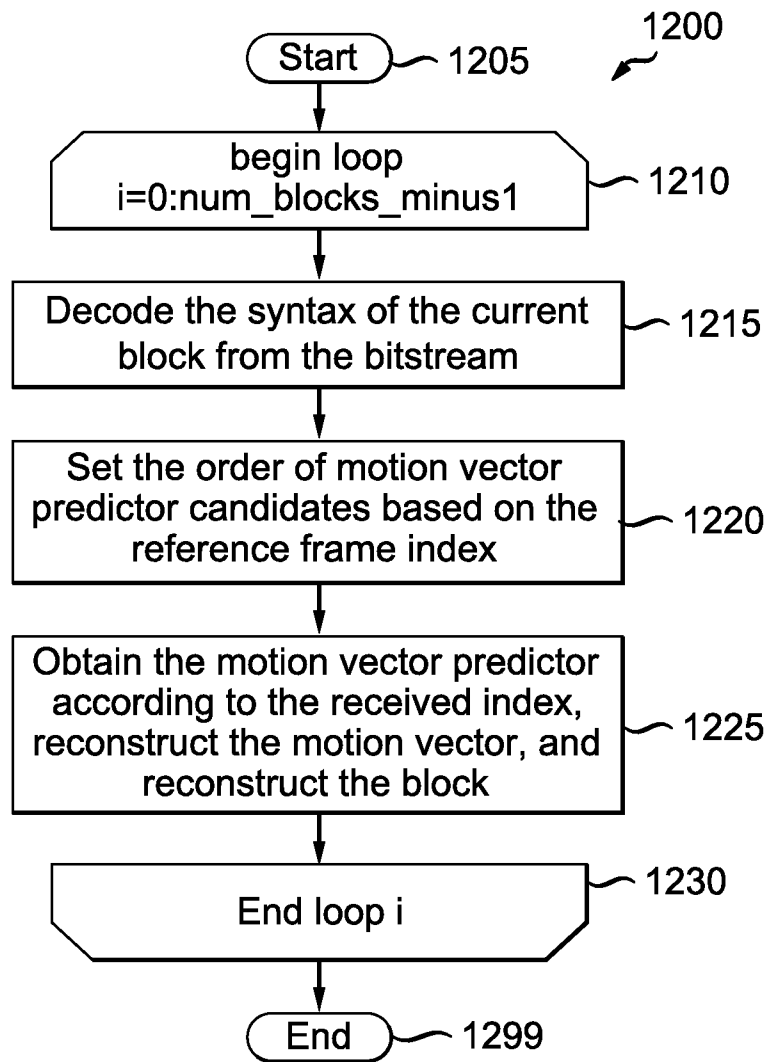 1200
Start
1205
begin loop
i=0:num_blocks_minus1
1210
Decode the syntax of the current
block from the bitstream
1215
Set the order of motion vector
predictor candidates based on the
reference frame index
1220
Obtain the motion vector predictor
according to the received index,
reconstruct the motion vector, and
reconstruct the block
1225
End loop i
1230
End
1299